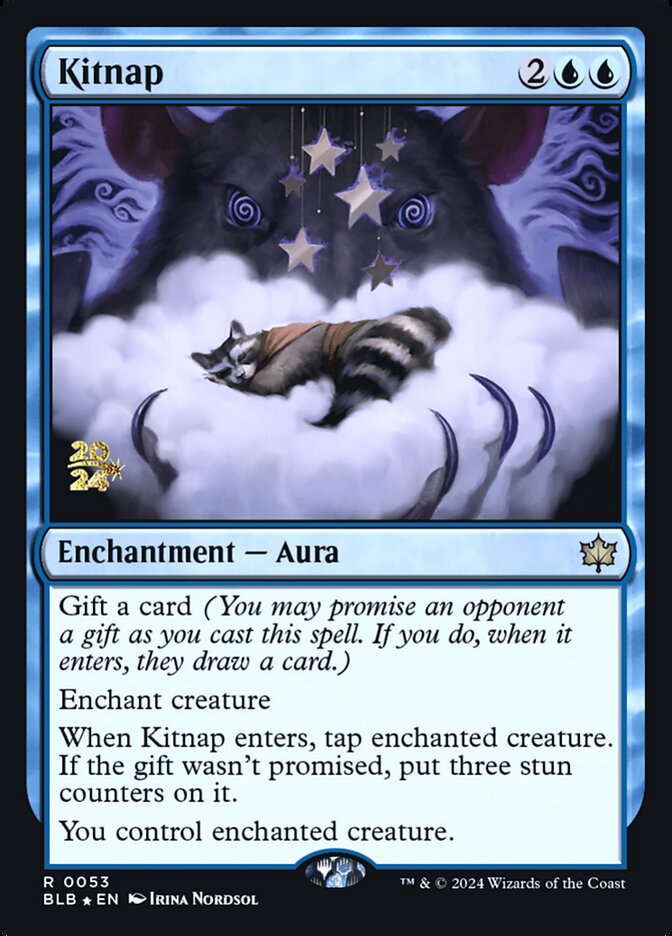 Kitnap 2
20
24
Enchantment — Aura
Gift a card (You may promise an opponent
a gift as you cast this spell. If you do, when it
enters, they draw a card.)
Enchant creature
When Kitnap enters, tap enchanted creature.
If the gift wasn't promised, put three stun
counters on it.
You control enchanted creature.
R 0053
BLB ★ EN Irina Nordsol
™ & © 2024 Wizards of the Coast